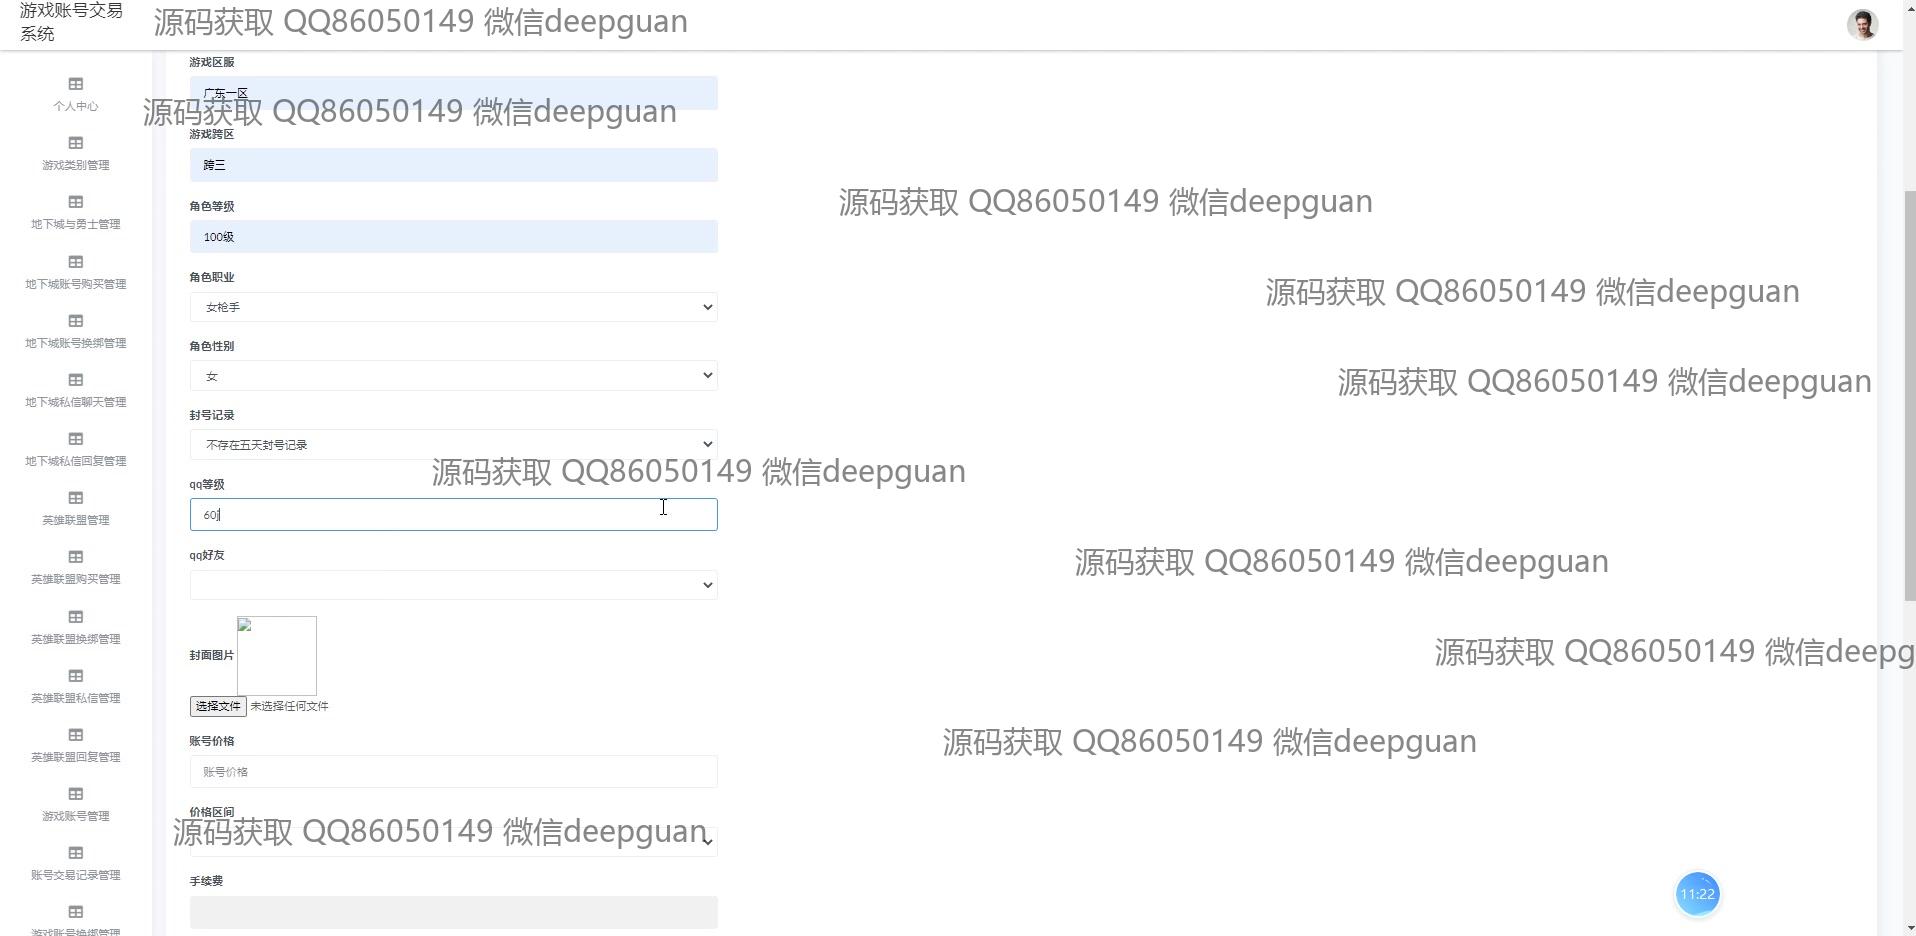 游戏账号交易
系统
源码获取 QQ86050149 微信deepguan
游戏区服
广东一区
源码获取 QQ86050149 微信deepguan
游戏跨区
跨三
源码获取 QQ86050149 微信deepguan
角色等级
100级
角色职业
源码获取 QQ86050149 微信deepguan
女枪手
角色性别
女
源码获取 QQ86050149 微信deepguan
封号记录
不存在五天封号记录
源码获取 QQ86050149 微信deepguan
qq等级
60j
qq好友
源码获取 QQ86050149 微信deepguan
封面图片
源码获取 QQ86050149 微信deepg
选择文件 未选择任何文件
账号价格
源码获取 QQ86050149 微信deepguan
账号价格
价格区间
源码获取 QQ86050149 微信deepguan
手续费
11:22
个人中心
游戏类别管理
地下城与勇士管理
地下城账号购买管理
地下城账号换绑管理
地下城私信聊天管理
地下城私信回复管理
英雄联盟管理
英雄联盟购买管理
英雄联盟换绑管理
英雄联盟私信管理
英雄联盟回复管理
游戏账号管理
账号交易记录管理
游戏账号换绑管理